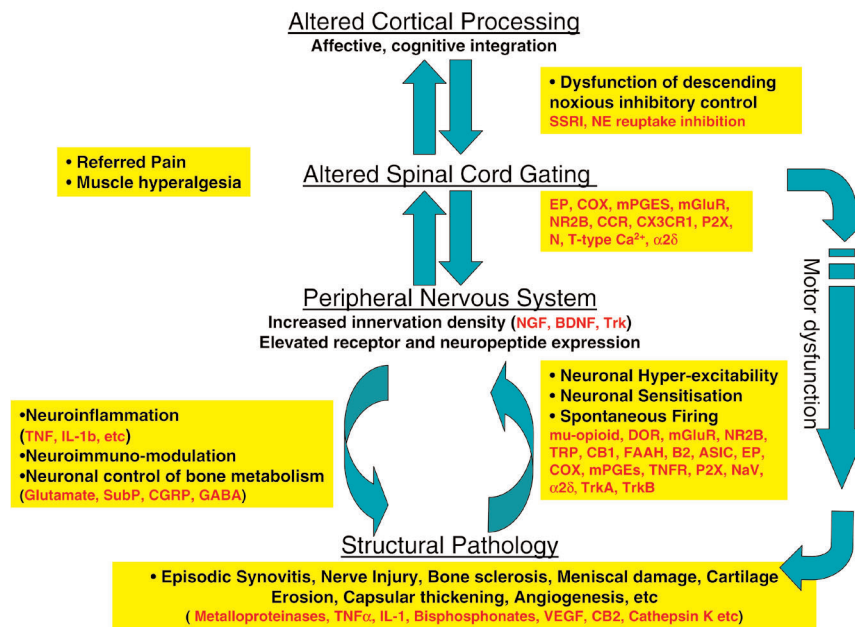 Altered Cortical Processing
Affective, cognitive integration
• Dysfunction of descending
noxious inhibitory control
SSRI, NE reuptake inhibition
• Referred Pain
• Muscle hyperalgesia
Altered Spinal Cord Gating
EP, COX, mPGES, mGluR,
NR2B, CCR, CX3CR1, P2X,
N, T-type Ca²⁺, α2δ
Motor dysfunction
Peripheral Nervous System
Increased innervation density (NGF, BDNF, Trk)
Elevated receptor and neuropeptide expression
• Neuronal Hyper-excitability
• Neuronal Sensitisation
• Spontaneous Firing
mu-opioid, DOR, mGluR, NR2B,
TRP, CB1, FAAH, B2, ASIC, EP,
COX, mPGEs, TNFR, P2X, NaV,
α2δ, TrkA, TrkB
•Neuroinflammation
(TNF, IL-1b, etc)
•Neuroimmuno-modulation
•Neuronal control of bone metabolism
(Glutamate, SubP, CGRP, GABA)
Structural Pathology
• Episodic Synovitis, Nerve Injury, Bone sclerosis, Meniscal damage, Cartilage
Erosion, Capsular thickening, Angiogenesis, etc
( Metalloproteinases, TNFα, IL-1, Bisphosphonates, VEGF, CB2, Cathepsin K etc)